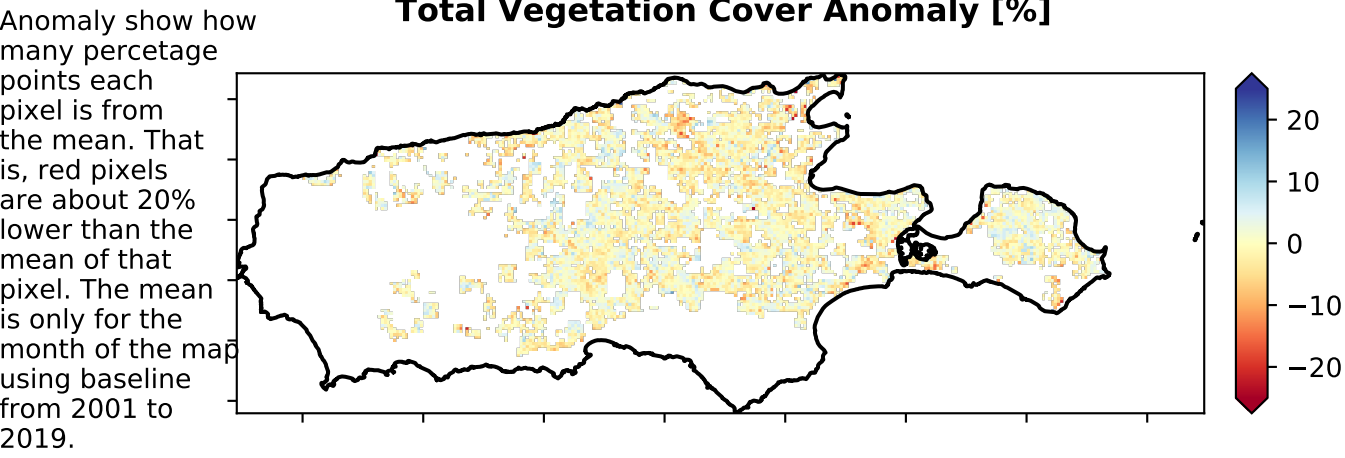 Total Vegetation Cover Anomaly [%]
Anomaly show how
many percetage
points each
pixel is from
the mean. That
is, red pixels
are about 20%
lower than the
mean of that
pixel. The mean
is only for the
month of the map
using baseline
from 2001 to
2019.
20
10
0
−10
−20